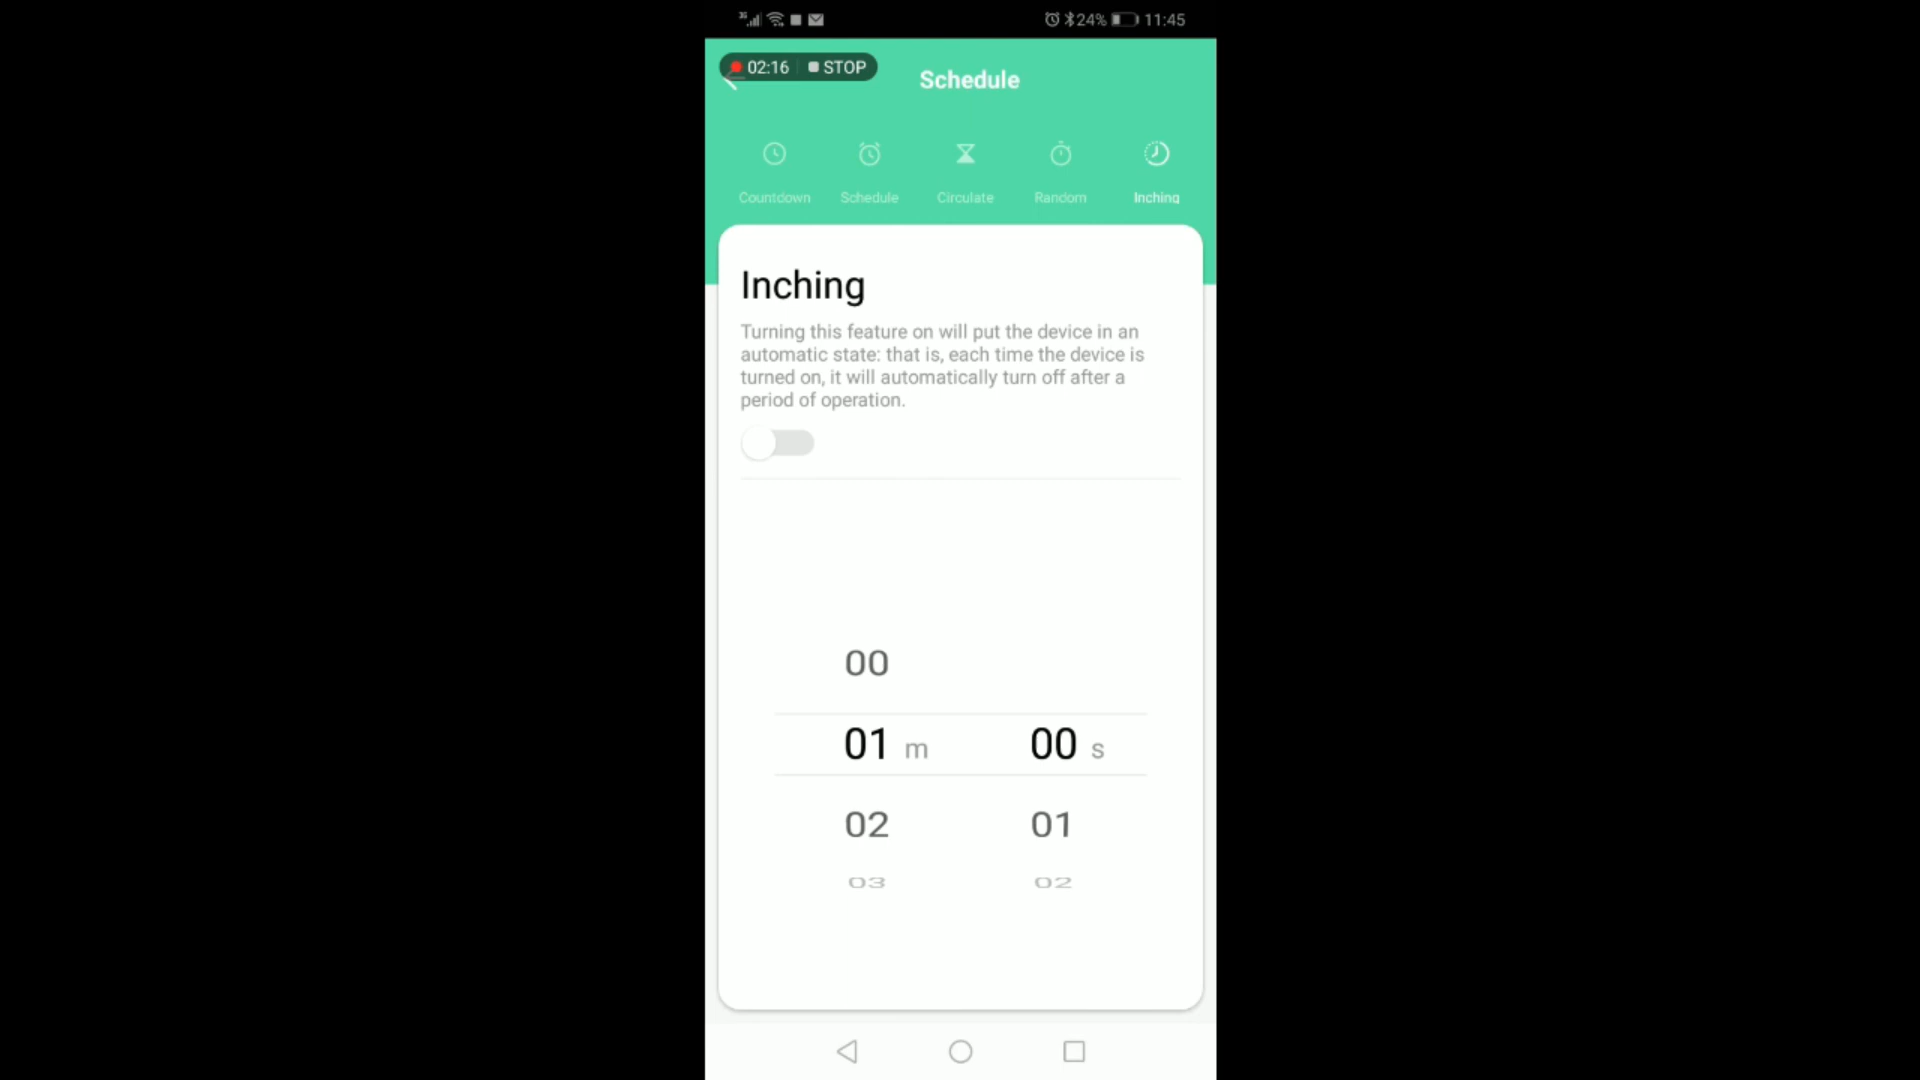 3G 24% 11:45
02:16 STOP
Schedule
Countdown Schedule Circulate Random Inching
Inching
Turning this feature on will put the device in an
automatic state: that is, each time the device is
turned on, it will automatically turn off after a
period of operation.
00
01 m 00 s
02 01
03 02